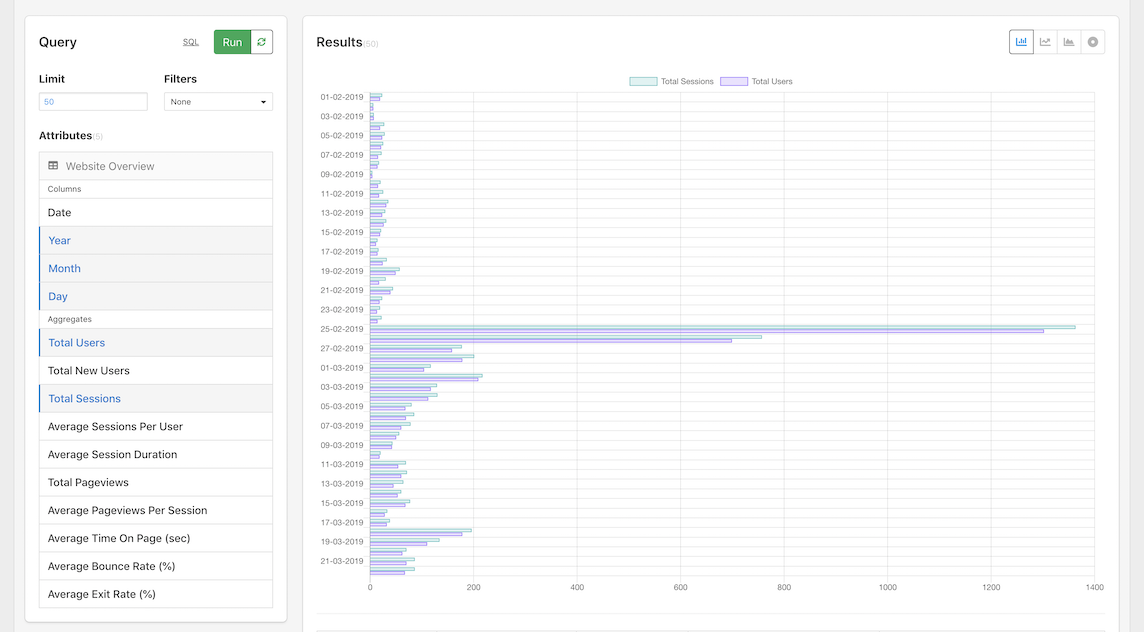 Query
SQL
Run
Limit
Filters
50
None
Attributes(5)
Website Overview
Columns
Date
Year
Month
Day
Aggregates
Total Users
Total New Users
Total Sessions
Average Sessions Per User
Average Session Duration
Total Pageviews
Average Pageviews Per Session
Average Time On Page (sec)
Average Bounce Rate (%)
Average Exit Rate (%)
Results(50)
Total Sessions
Total Users
01-02-2019
03-02-2019
05-02-2019
07-02-2019
09-02-2019
11-02-2019
13-02-2019
15-02-2019
17-02-2019
19-02-2019
21-02-2019
23-02-2019
25-02-2019
27-02-2019
01-03-2019
03-03-2019
05-03-2019
07-03-2019
09-03-2019
11-03-2019
13-03-2019
15-03-2019
17-03-2019
19-03-2019
21-03-2019
0 200 400 600 800 1000 1200 1400